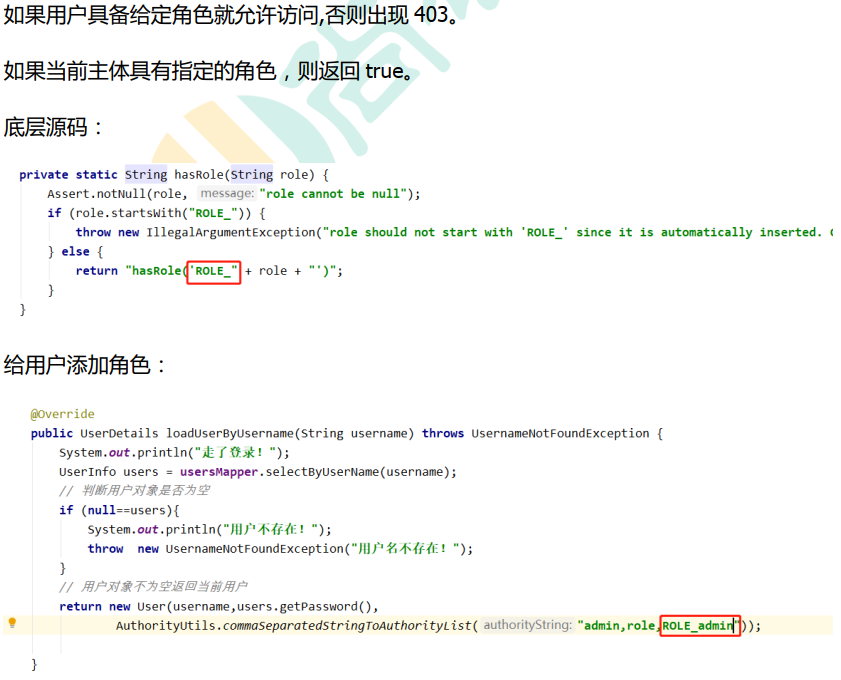 如果用户具备给定角色就允许访问,否则出现 403。
如果当前主体具有指定的角色，则返回 true。
底层源码：
private static String hasRole(String role) {
Assert.notNull(role, message: "role cannot be null");
if (role.startsWith("ROLE_")) {
throw new IllegalArgumentException("role should not start with 'ROLE_' since it is automatically inserted.
} else {
return "hasRole('ROLE_" + role + "')";
}
}
给用户添加角色：
@Override
public UserDetails loadUserByUsername(String username) throws UsernameNotFoundException {
System.out.println("走了登录！");
UserInfo users = usersMapper.selectByUserName(username);
// 判断用户对象是否为空
if (null==users){
System.out.println("用户不存在！");
throw new UsernameNotFoundException("用户名不存在！");
}
// 用户对象不为空返回当前用户
return new User(username,users.getPassword(),
AuthorityUtils.commaSeparatedStringToAuthorityList( authorityString: "admin,role,ROLE_admin"));
}